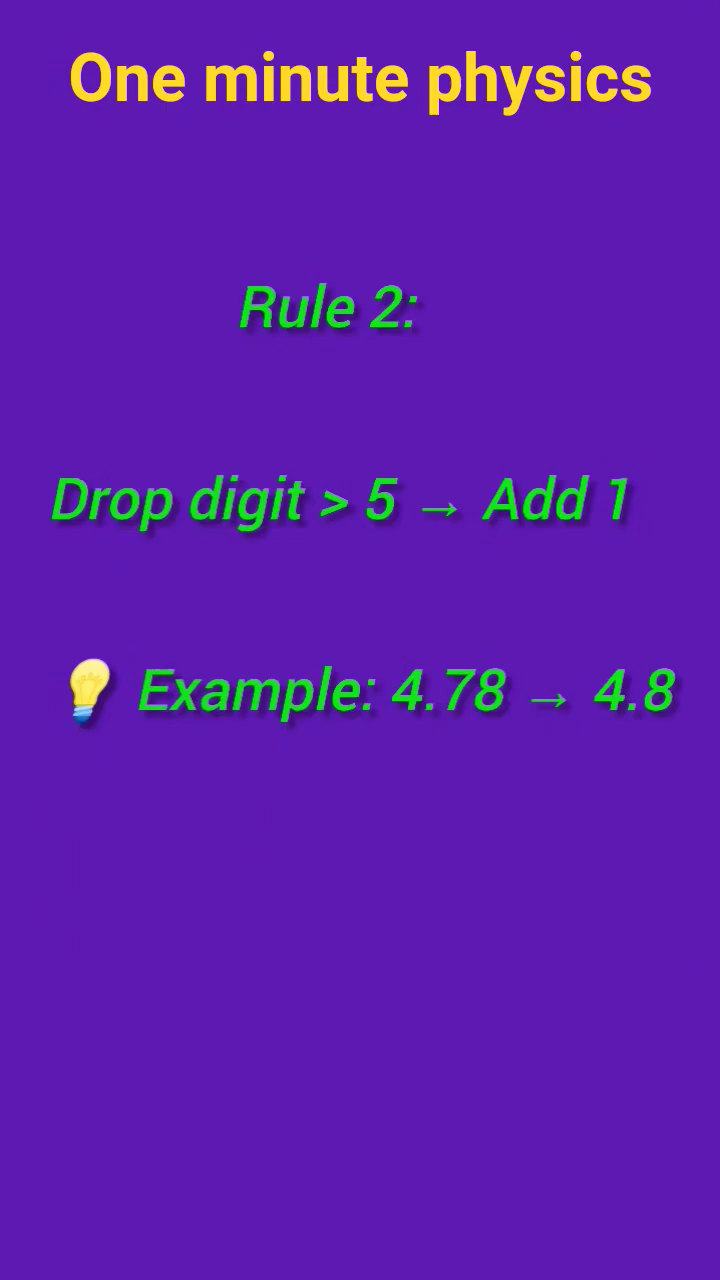 One minute physics
Rule 2:
Drop digit > 5 → Add 1
💡 Example: 4.78 → 4.8